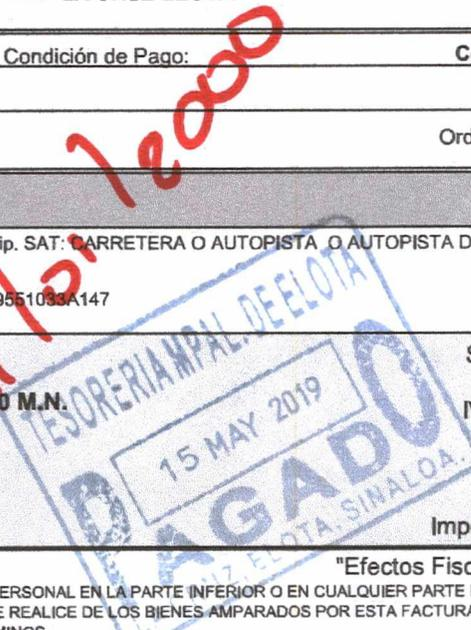 Condición de Pago:
C
Ord
ip. SAT: CARRETERA O AUTOPISTA O AUTOPISTA D
9551033A147
0 M.N.
TESORERIA MPAL. DE ELOTA
15 MAY 2019
PAGADO
ELOTA, SINALOA.
Impo
"Efectos Fisc
ERSONAL EN LA PARTE INFERIOR O EN CUALQUIER PARTE
E REALICE DE LOS BIENES AMPARADOS POR ESTA FACTURA